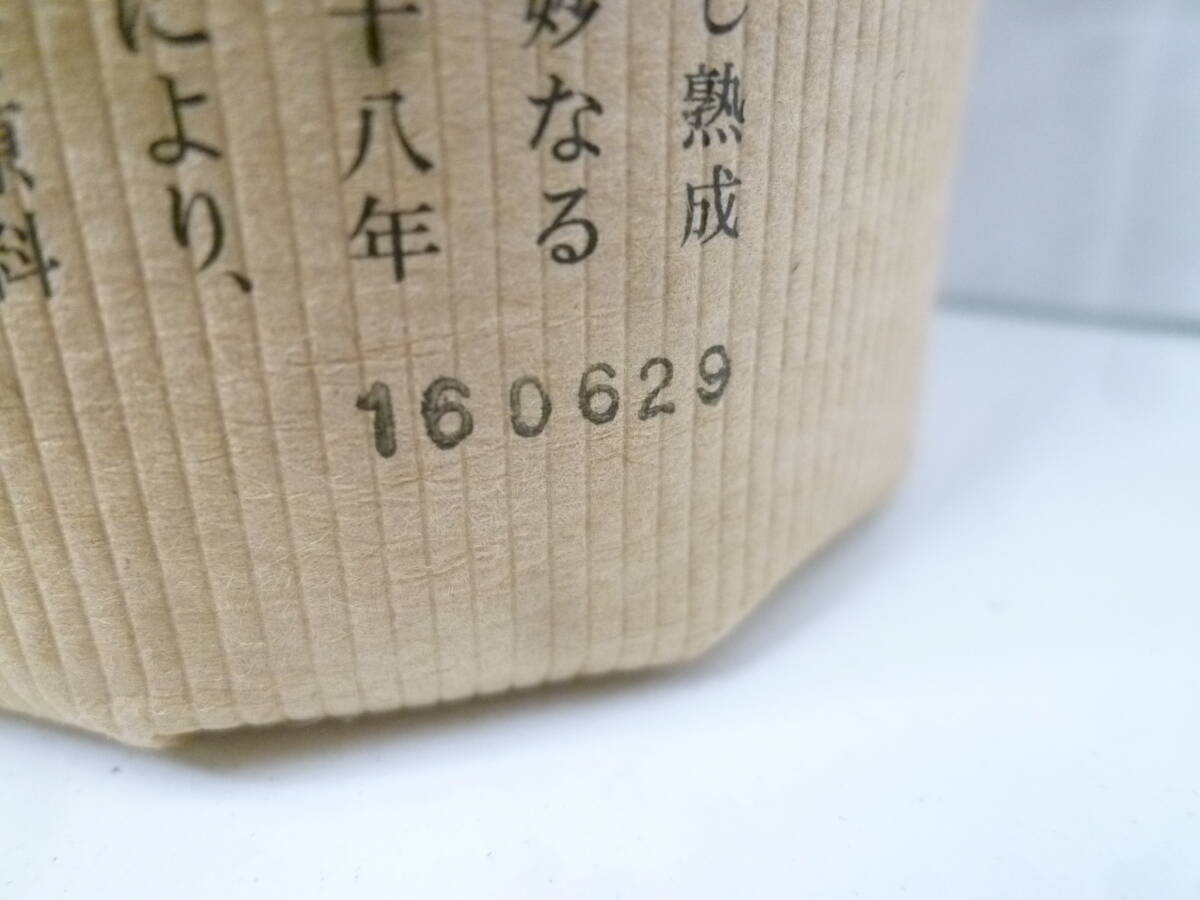 し熟成
妙なる
十八年
により、
原料
160629